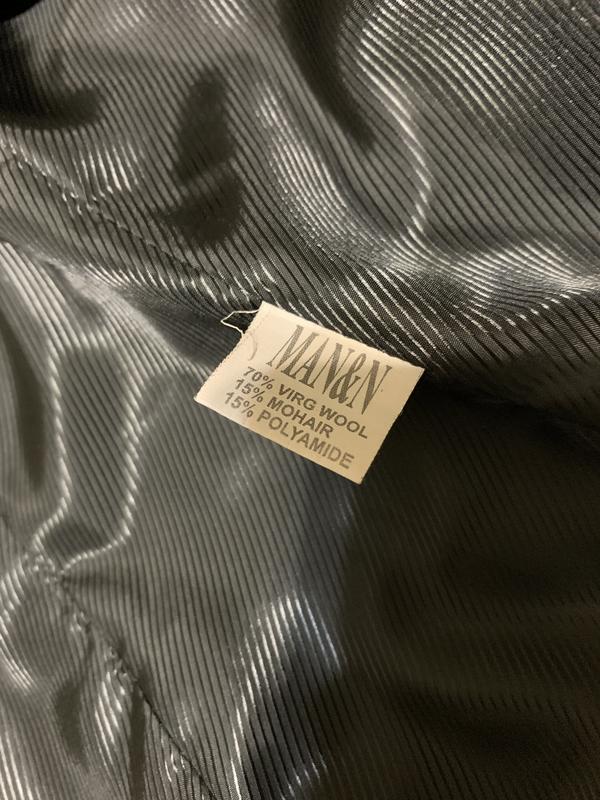 MAN&N
70% VIRG WOOL
15% MOHAIR
15% POLYAMIDE